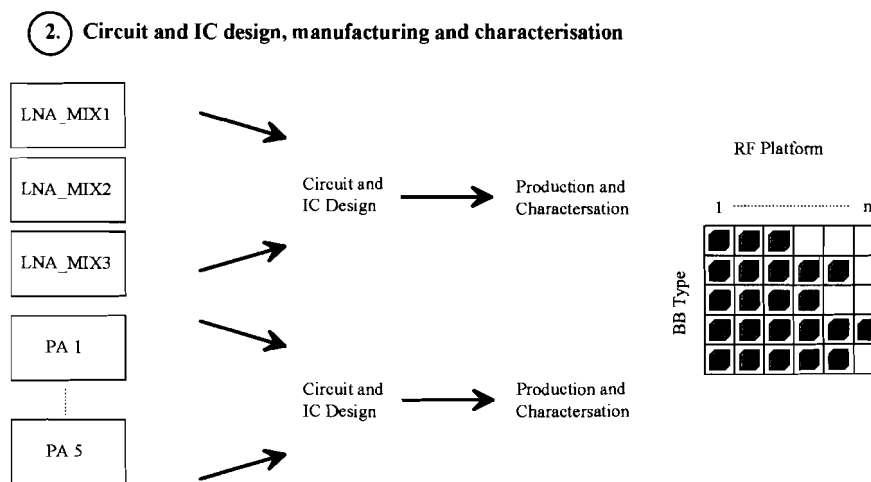 2. Circuit and IC design, manufacturing and characterisation
LNA_MIX1
LNA_MIX2
LNA_MIX3
PA 1
PA 5
Circuit and
IC Design
Production and
Charactersation
Circuit and
IC Design
Production and
Charactersation
RF Platform
1 n
BB Type